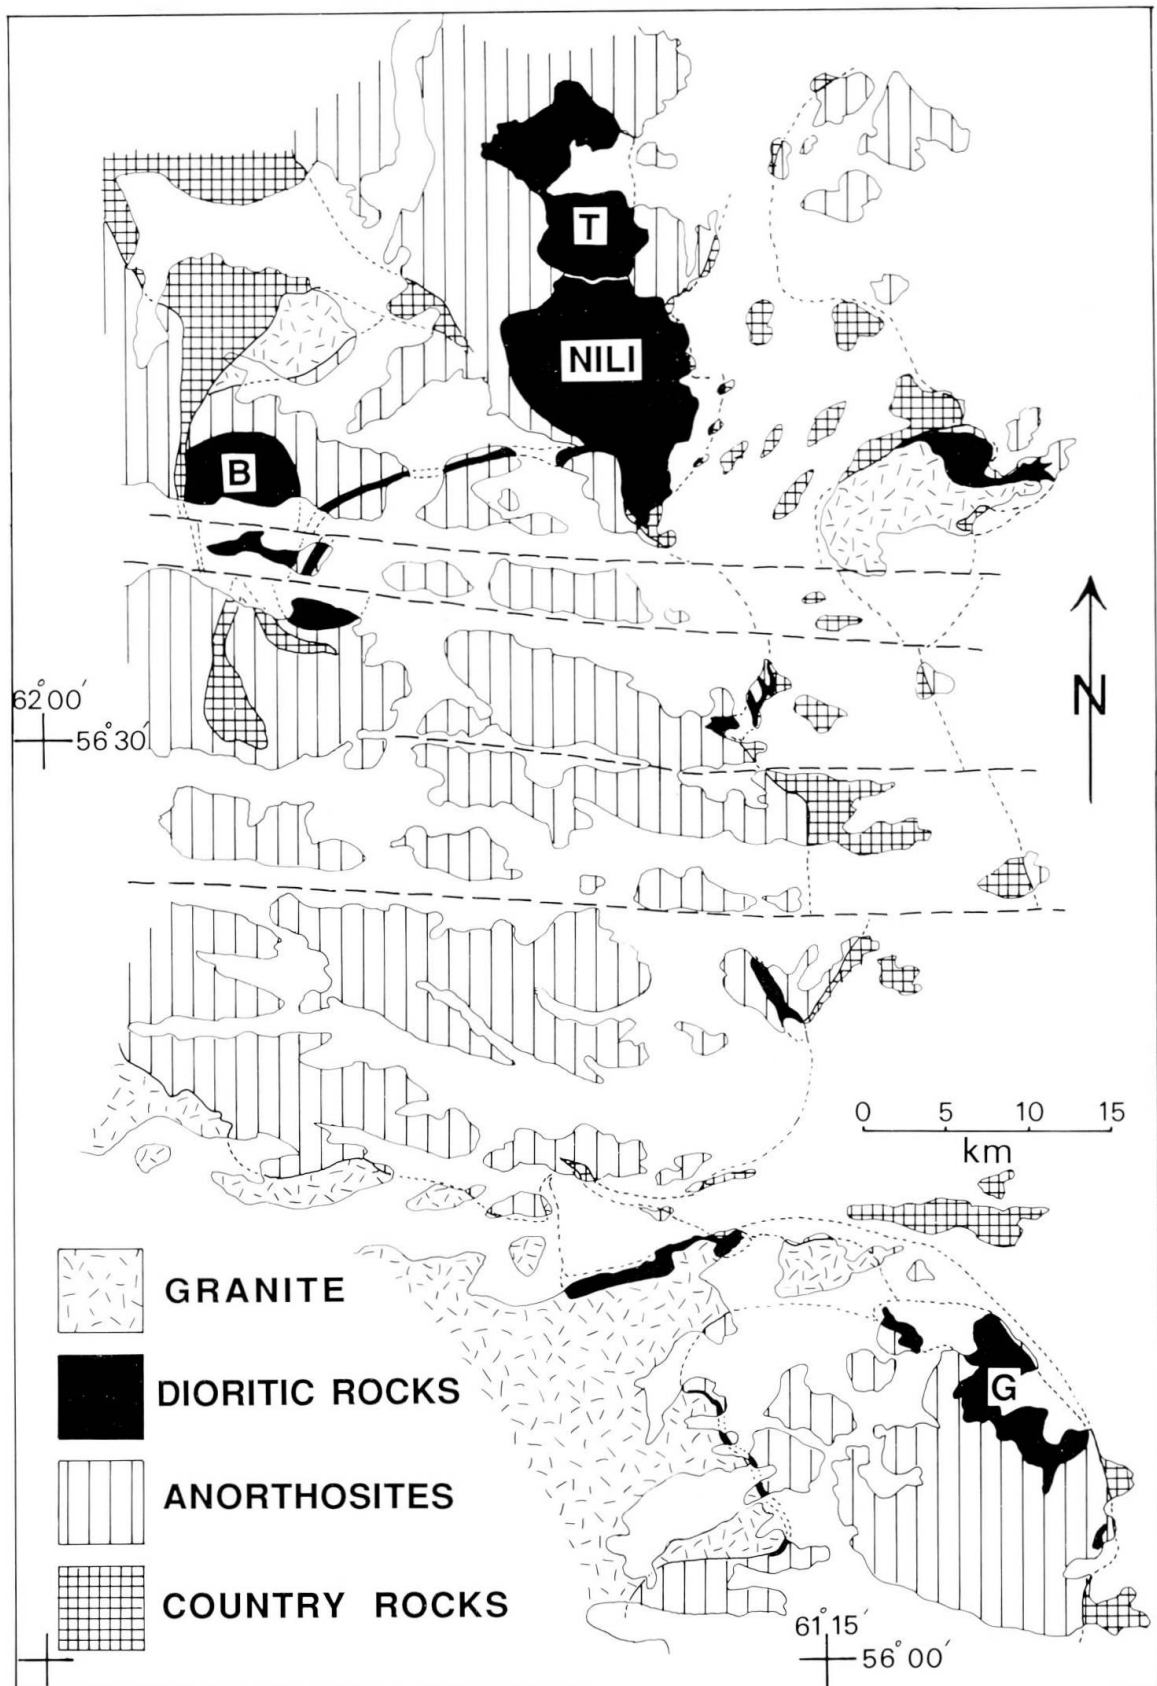 T
NILI
B
N
62°00′
56°30′
0 5 10 15
km
GRANITE
DIORITIC ROCKS
G
ANORTHOSITES
COUNTRY ROCKS
61°15′
56°00′